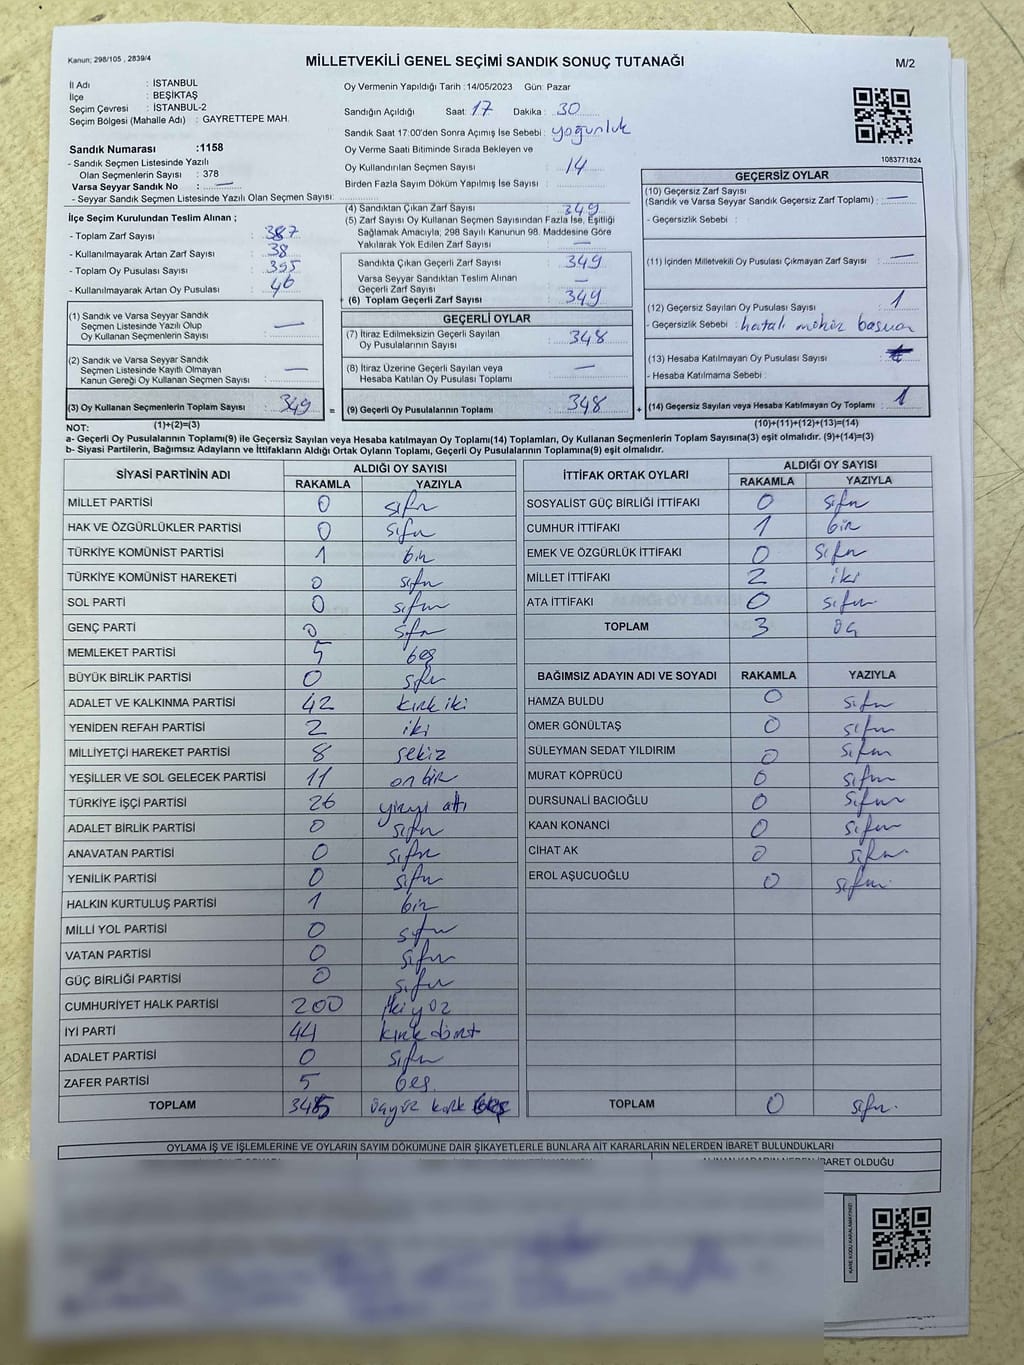 Kanun; 298/105 , 2839/4
MİLLETVEKİLİ GENEL SEÇİMİ SANDIK SONUÇ TUTANAĞI
M/2
İl Adı : İSTANBUL
İlçe : BEŞİKTAŞ
Seçim Çevresi : İSTANBUL-2
Seçim Bölgesi (Mahalle Adı) : GAYRETTEPE MAH.
Sandık Numarası :1158
- Sandık Seçmen Listesinde Yazılı
Olan Seçmenlerin Sayısı : 378
Varsa Seyyar Sandık No : —
- Seyyar Sandık Seçmen Listesinde Yazılı Olan Seçmen Sayısı:
İlçe Seçim Kurulundan Teslim Alınan ;
- Toplam Zarf Sayısı : 387
- Kullanılmayarak Artan Zarf Sayısı : 38
- Toplam Oy Pusulası Sayısı : 395
- Kullanılmayarak Artan Oy Pusulası : 46
(1) Sandık ve Varsa Seyyar Sandık
Seçmen Listesinde Yazılı Olup
Oy Kullanan Seçmenlerin Sayısı : —
(2) Sandık ve Varsa Seyyar Sandık
Seçmen Listesinde Kayıtlı Olmayan
Kanun Gereği Oy Kullanan Seçmen Sayısı : —
(3) Oy Kullanan Seçmenlerin Toplam Sayısı : 349
(1)+(2)=(3)
Oy Vermenin Yapıldığı Tarih :14/05/2023 Gün: Pazar
Sandığın Açıldığı Saat: 17 Dakika : 30
Sandık Saat 17:00'den Sonra Açımış İse Sebebi : yoğunluk
Oy Verme Saati Bitiminde Sırada Bekleyen ve
Oy Kullandırılan Seçmen Sayısı : 14
Birden Fazla Sayım Döküm Yapılmış İse Sayısı :
(4) Sandıktan Çıkan Zarf Sayısı : 349
(5) Zarf Sayısı Oy Kullanan Seçmen Sayısından Fazla İse, Eşitliği
Sağlamak Amacıyla; 298 Sayılı Kanunun 98. Maddesine Göre
Yakılarak Yok Edilen Zarf Sayısı : —
Sandıkta Çıkan Geçerli Zarf Sayısı : 349
Varsa Seyyar Sandıktan Teslim Alınan
Geçerli Zarf Sayısı : —
(6) Toplam Geçerli Zarf Sayısı : 349
GEÇERLİ OYLAR
(7) İtiraz Edilmeksizin Geçerli Sayılan
Oy Pusulalarının Sayısı : 348
(8) İtiraz Üzerine Geçerli Sayılan veya
Hesaba Katılan Oy Pusulası Toplamı : —
= (9) Geçerli Oy Pusulalarının Toplamı : 348 +
1083771824
GEÇERSİZ OYLAR
(10) Geçersiz Zarf Sayısı
(Sandık ve Varsa Seyyar Sandık Geçersiz Zarf Toplamı) : —
- Geçersizlik Sebebi :
(11) İçinden Milletvekili Oy Pusulası Çıkmayan Zarf Sayısı : —
(12) Geçersiz Sayılan Oy Pusulası Sayısı : 1
- Geçersizlik Sebebi : hatalı mühür basılan
(13) Hesaba Katılmayan Oy Pusulası Sayısı :
- Hesaba Katılmama Sebebi :
(14) Geçersiz Sayılan veya Hesaba Katılmayan Oy Toplamı : 1
(10)+(11)+(12)+(13)=(14)
NOT:
a- Geçerli Oy Pusulalarının Toplamı(9) ile Geçersiz Sayılan veya Hesaba katılmayan Oy Toplamı(14) Toplamları, Oy Kullanan Seçmenlerin Toplam Sayısına(3) eşit olmalıdır. (9)+(14)=(3)
b- Siyasi Partilerin, Bağımsız Adayların ve İttifakların Aldığı Ortak Oyların Toplamı, Geçerli Oy Pusulalarının Toplamına(9) eşit olmalıdır.
SİYASİ PARTİNİN ADI ALDIĞI OY SAYISI
RAKAMLA YAZIYLA
MİLLET PARTİSİ 0 sıfır
HAK VE ÖZGÜRLÜKLER PARTİSİ 0 sıfır
TÜRKİYE KOMÜNİST PARTİSİ 1 bir
TÜRKİYE KOMÜNİST HAREKETİ 0 sıfır
SOL PARTİ 0 sıfır
GENÇ PARTİ 0 sıfır
MEMLEKET PARTİSİ 5 beş
BÜYÜK BİRLİK PARTİSİ 0 sıfır
ADALET VE KALKINMA PARTİSİ 42 kırk iki
YENİDEN REFAH PARTİSİ 2 iki
MİLLİYETÇİ HAREKET PARTİSİ 8 sekiz
YEŞİLLER VE SOL GELECEK PARTİSİ 11 on bir
TÜRKİYE İŞÇİ PARTİSİ 26 yirmi altı
ADALET BİRLİK PARTİSİ 0 sıfır
ANAVATAN PARTİSİ 0 sıfır
YENİLİK PARTİSİ 0 sıfır
HALKIN KURTULUŞ PARTİSİ 1 bir
MİLLİ YOL PARTİSİ 0 sıfır
VATAN PARTİSİ 0 sıfır
GÜÇ BİRLİĞİ PARTİSİ 0 sıfır
CUMHURİYET HALK PARTİSİ 200 iki yüz
İYİ PARTİ 44 kırk dört
ADALET PARTİSİ 0 sıfır
ZAFER PARTİSİ 5 beş
TOPLAM 345 üçyüz kırk beş
İTTİFAK ORTAK OYLARI ALDIĞI OY SAYISI
RAKAMLA YAZIYLA
SOSYALİST GÜÇ BİRLİĞİ İTTİFAKI 0 sıfır
CUMHUR İTTİFAKI 1 bir
EMEK VE ÖZGÜRLÜK İTTİFAKI 0 sıfır
MİLLET İTTİFAKI 2 iki
ATA İTTİFAKI 0 sıfır
TOPLAM 3 üç
BAĞIMSIZ ADAYIN ADI VE SOYADI RAKAMLA YAZIYLA
HAMZA BULDU 0 sıfır
ÖMER GÖNÜLTAŞ 0 sıfır
SÜLEYMAN SEDAT YILDIRIM 0 sıfır
MURAT KÖPRÜCÜ 0 sıfır
DURSUNALİ BACIOĞLU 0 sıfır
KAAN KONANCİ 0 sıfır
CİHAT AK 0 sıfır
EROL AŞUCUOĞLU 0 sıfır
TOPLAM 0 sıfır.
OYLAMA İŞ VE İŞLEMLERİNE VE OYLARIN SAYIM DÖKÜMÜNE DAİR ŞİKAYETLERLE BUNLARA AİT KARARLARIN NELERDEN İBARET BULUNDUKLARI
İBARET OLDUĞU
KARE KODU KARALAMAYINIZ!